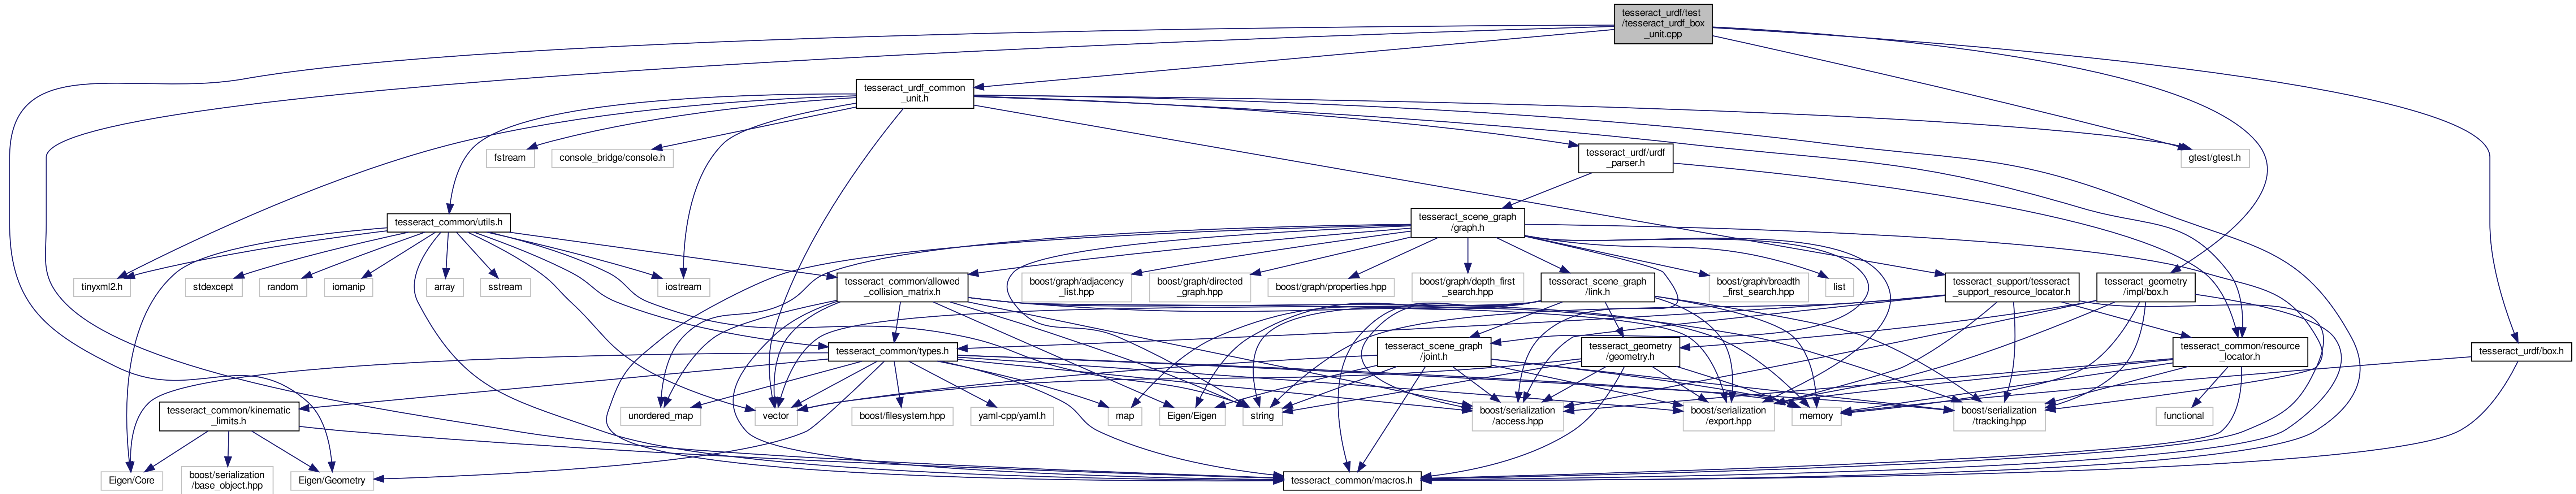 tesseract_urdf/test
/tesseract_urdf_box
_unit.cpp
tesseract_urdf_common
_unit.h
fstream
console_bridge/console.h
tesseract_urdf/urdf
_parser.h
gtest/gtest.h
tesseract_common/utils.h
tesseract_scene_graph
/graph.h
tinyxml2.h
stdexcept
random
iomanip
array
sstream
iostream
tesseract_common/allowed
_collision_matrix.h
boost/graph/adjacency
_list.hpp
boost/graph/directed
_graph.hpp
boost/graph/properties.hpp
boost/graph/depth_first
_search.hpp
tesseract_scene_graph
/link.h
boost/graph/breadth
_first_search.hpp
list
tesseract_support/tesseract
_support_resource_locator.h
tesseract_geometry
/impl/box.h
tesseract_common/types.h
tesseract_scene_graph
/joint.h
tesseract_geometry
/geometry.h
tesseract_common/resource
_locator.h
tesseract_urdf/box.h
tesseract_common/kinematic
_limits.h
unordered_map
vector
boost/filesystem.hpp
yaml-cpp/yaml.h
map
Eigen/Eigen
string
boost/serialization
/access.hpp
boost/serialization
/export.hpp
memory
boost/serialization
/tracking.hpp
functional
Eigen/Core
boost/serialization
/base_object.hpp
Eigen/Geometry
tesseract_common/macros.h